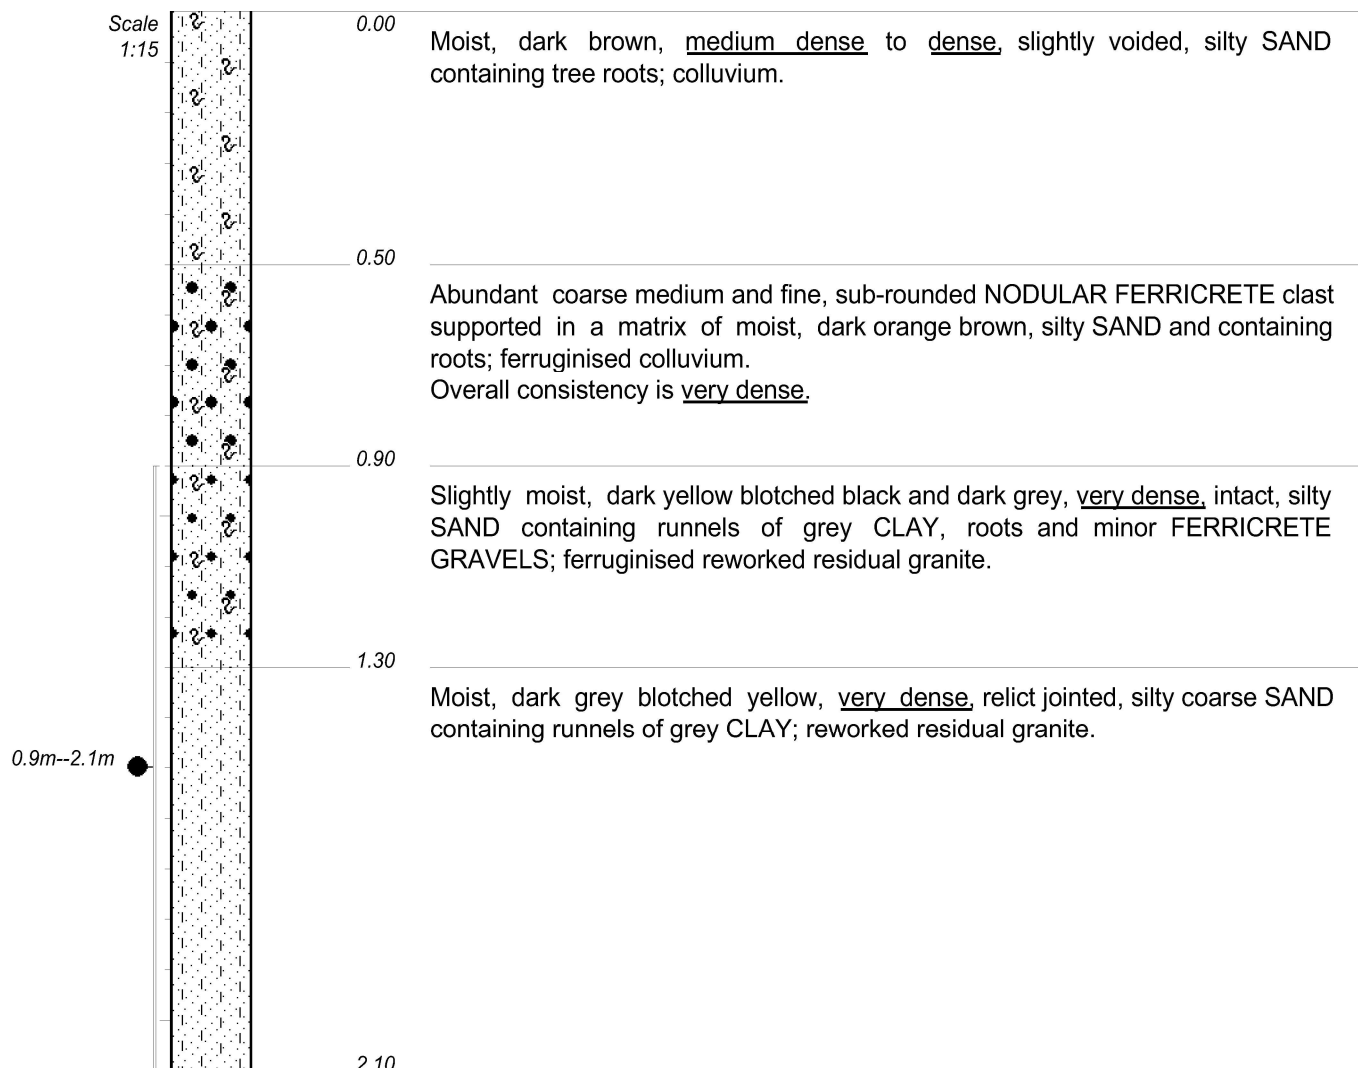 Scale
1:15
0.00
Moist, dark brown, medium dense to dense, slightly voided, silty SAND
containing tree roots; colluvium.
0.50
Abundant coarse medium and fine, sub-rounded NODULAR FERRICRETE clast
supported in a matrix of moist, dark orange brown, silty SAND and containing
roots; ferruginised colluvium.
Overall consistency is very dense.
0.90
Slightly moist, dark yellow blotched black and dark grey, very dense, intact, silty
SAND containing runnels of grey CLAY, roots and minor FERRICRETE
GRAVELS; ferruginised reworked residual granite.
1.30
Moist, dark grey blotched yellow, very dense, relict jointed, silty coarse SAND
containing runnels of grey CLAY; reworked residual granite.
0.9m--2.1m
2.10